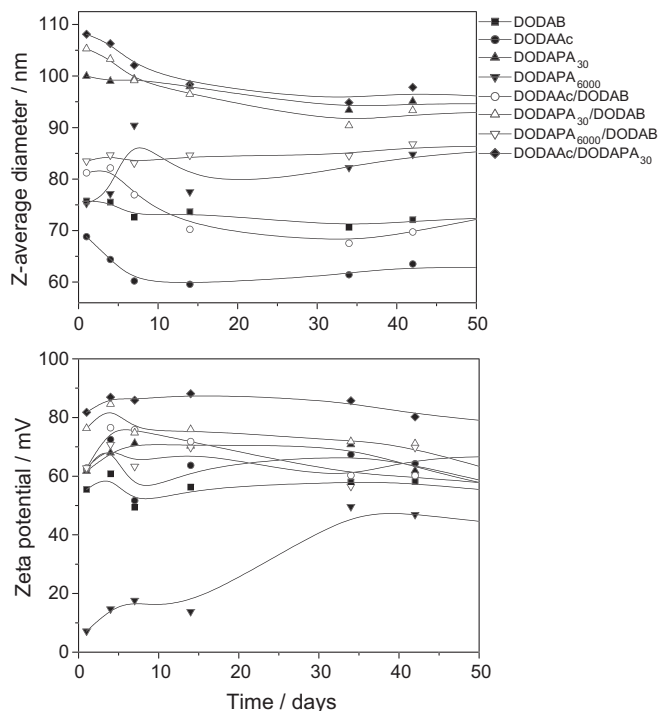 110
100
90
80
70
60
Z-average diameter / nm
0 10 20 30 40 50
DODAB
DODAAc
DODAPA30
DODAPA6000
DODAAc/DODAB
DODAPA30/DODAB
DODAPA6000/DODAB
DODAAc/DODAPA30
100
80
60
40
20
0
Zeta potential / mV
0 10 20 30 40 50
Time / days